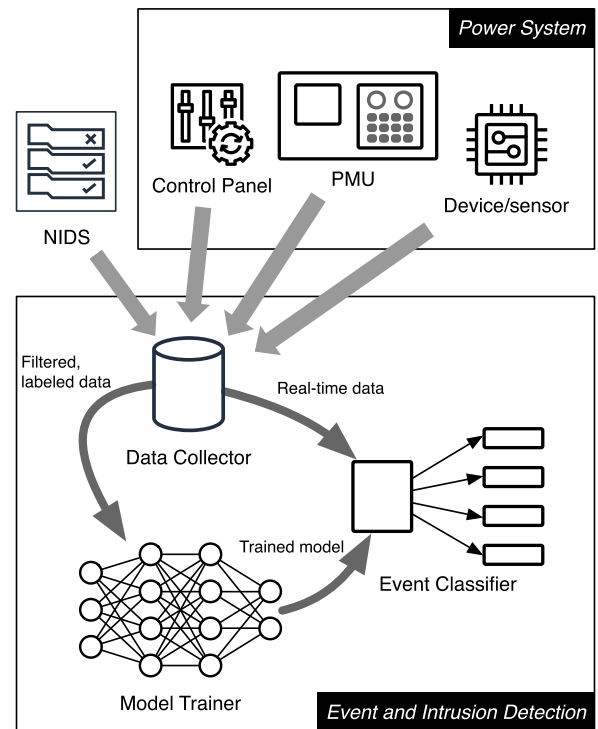 Power System
Control Panel
PMU
Device/sensor
NIDS
Filtered,
labeled data
Real-time data
Data Collector
Trained model
Event Classifier
Model Trainer
Event and Intrusion Detection